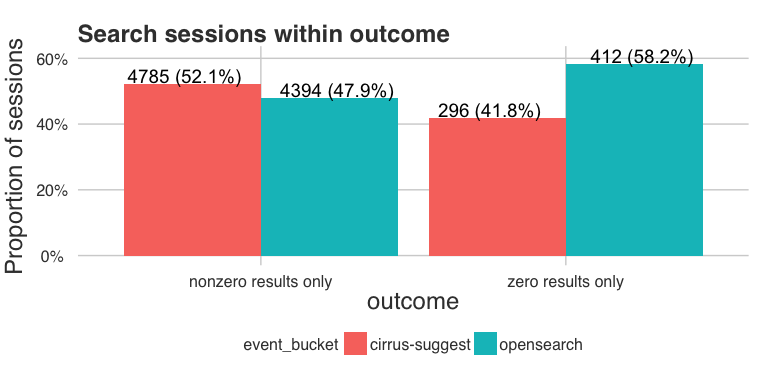 Search sessions within outcome
Proportion of sessions
60%
40%
20%
0%
4785 (52.1%)
4394 (47.9%)
296 (41.8%)
412 (58.2%)
nonzero results only
zero results only
outcome
event_bucket cirrus-suggest opensearch